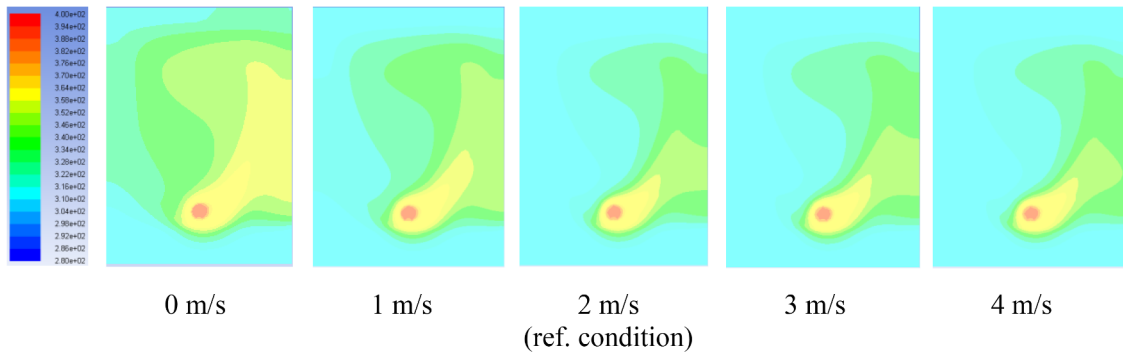 4.00e+02
3.94e+02
3.88e+02
3.82e+02
3.76e+02
3.70e+02
3.64e+02
3.58e+02
3.52e+02
3.46e+02
3.40e+02
3.34e+02
3.28e+02
3.22e+02
3.16e+02
3.10e+02
3.04e+02
2.98e+02
2.92e+02
2.86e+02
2.80e+02
0 m/s
1 m/s
2 m/s
3 m/s
4 m/s
(ref. condition)